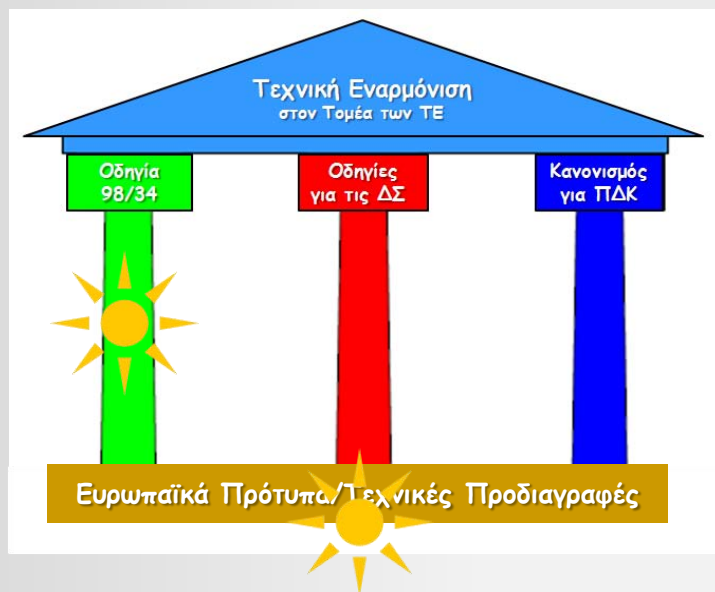 Τεχνική Εναρμόνιση
στον Τομέα των ΤΕ
Οδηγία
98/34
Οδηγίες
για τις ΔΣ
Κανονισμός
για ΠΔΚ
Ευρωπαϊκά Πρότυπα/Τεχνικές Προδιαγραφές